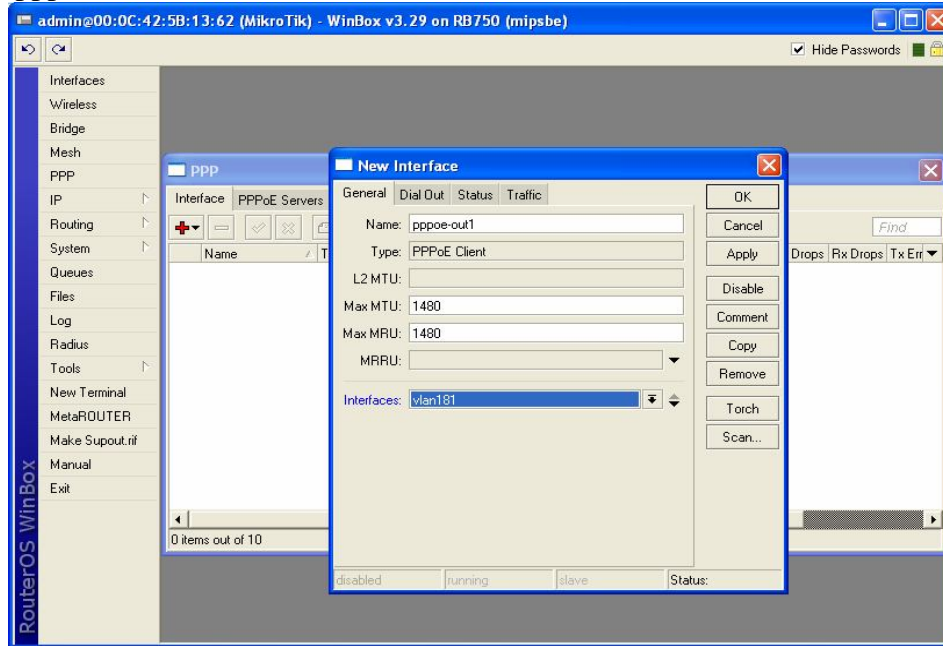 admin@00:0C:42:5B:13:62 (MikroTik) - WinBox v3.29 on RB750 (mipsbe)
Hide Passwords
Interfaces
Wireless
Bridge
Mesh
PPP
IP
Routing
System
Queues
Files
Log
Radius
Tools
New Terminal
MetaROUTER
Make Supout.rif
Manual
Exit
RouterOS WinBox
PPP
Interface PPPoE Servers
Find
Name T Drops Rx Drops Tx Err
0 items out of 10
New Interface
General Dial Out Status Traffic
Name: pppoe-out1
Type: PPPoE Client
L2 MTU:
Max MTU: 1480
Max MRU: 1480
MRRU:
Interfaces: vlan181
OK
Cancel
Apply
Disable
Comment
Copy
Remove
Torch
Scan...
disabled running slave Status: